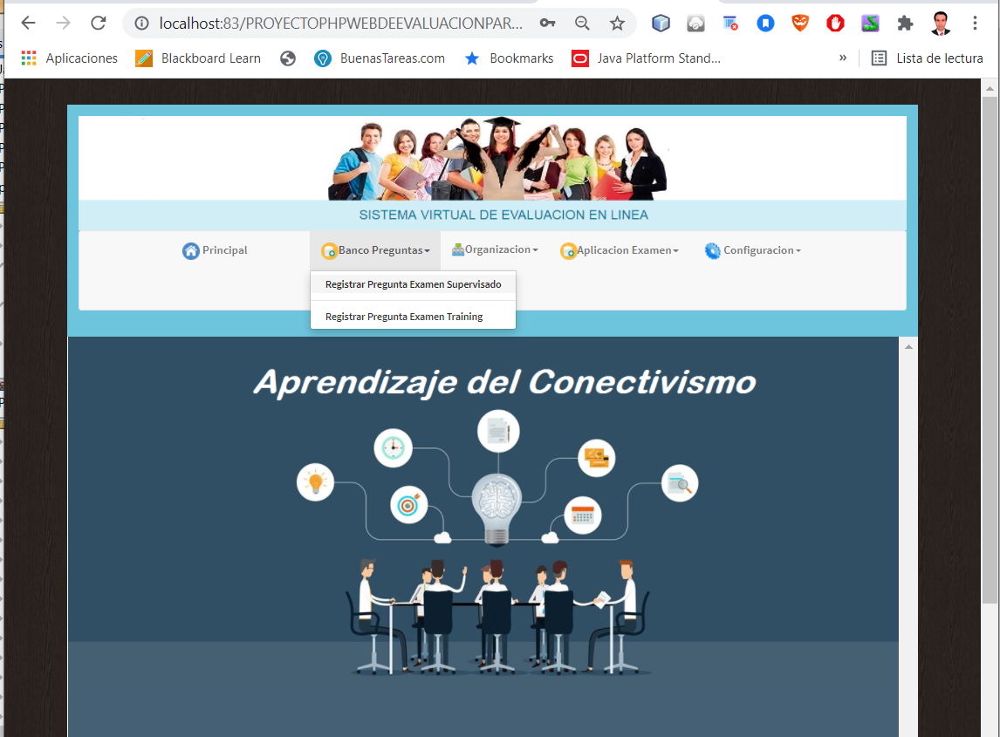 localhost:83/PROYECTOPHPWEBDEEVALUACIONPAR...
Aplicaciones Blackboard Learn BuenasTareas.com Bookmarks Java Platform Stand... » Lista de lectura
SISTEMA VIRTUAL DE EVALUACION EN LINEA
Principal Banco Preguntas Organizacion Aplicacion Examen Configuracion
Registrar Pregunta Examen Supervisado
Registrar Pregunta Examen Training
Aprendizaje del Conectivismo